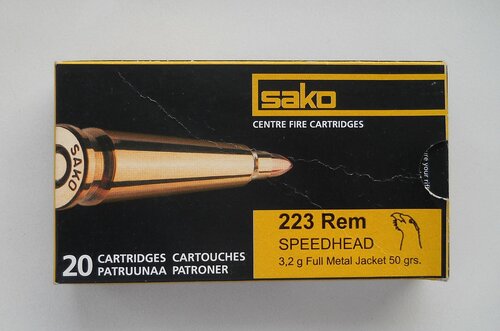 sako
CENTRE FIRE CARTRIDGES
SAKO
223 Rem
SPEEDHEAD
3,2 g Full Metal Jacket 50 grs.
20 CARTRIDGES CARTOUCHES
PATRUUNAA PATRONER